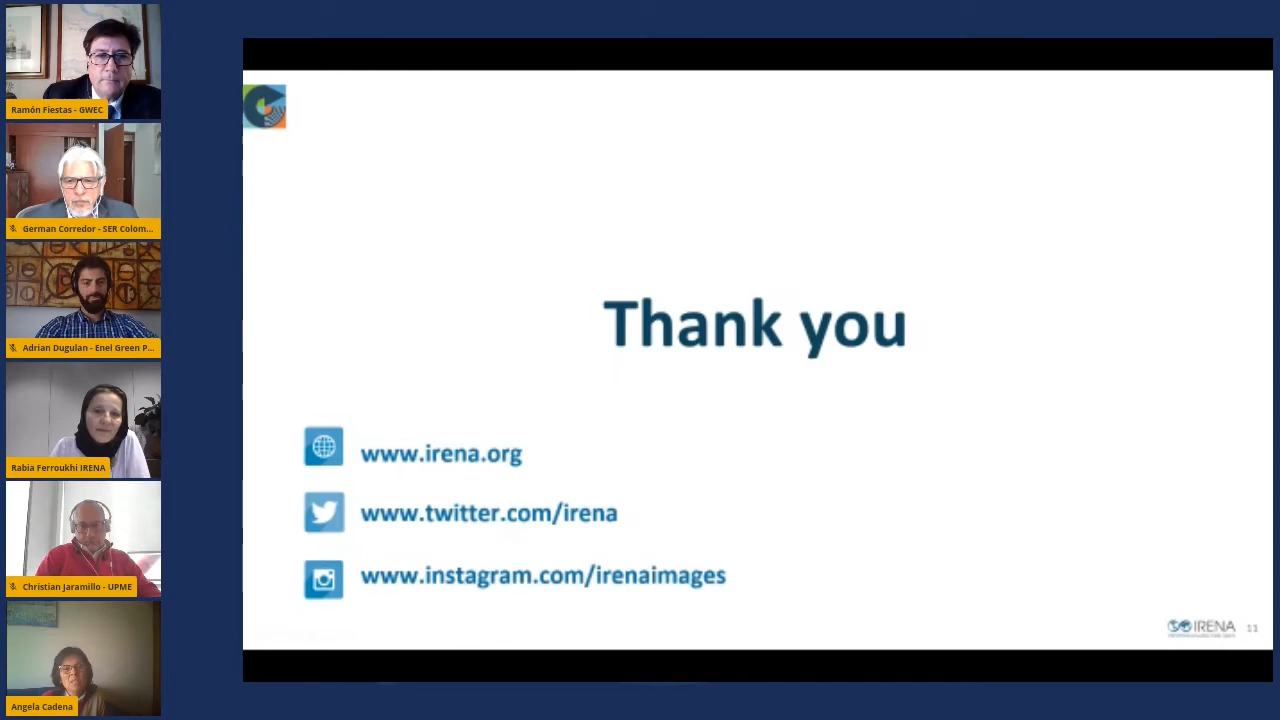 Ramón Fiestas - GWEC
German Corredor - SER Colom...
Adrian Dugulan - Enel Green P...
Rabia Ferroukhi IRENA
Christian Jaramillo - UPME
Angela Cadena
Thank you
www.irena.org
www.twitter.com/irena
www.instagram.com/irenaimages
IRENA
11